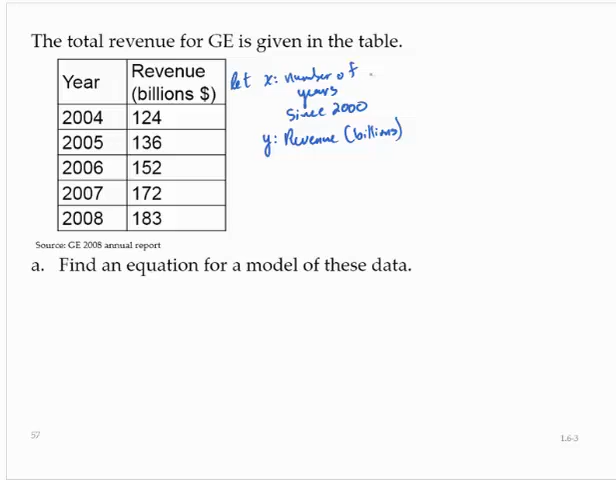 The total revenue for GE is given in the table.
Year Revenue (billions $)
2004 124
2005 136
2006 152
2007 172
2008 183
let x: number of
years
since 2000
y: Revenue (billions)
Source: GE 2008 annual report
a. Find an equation for a model of these data.
57
1.6-3